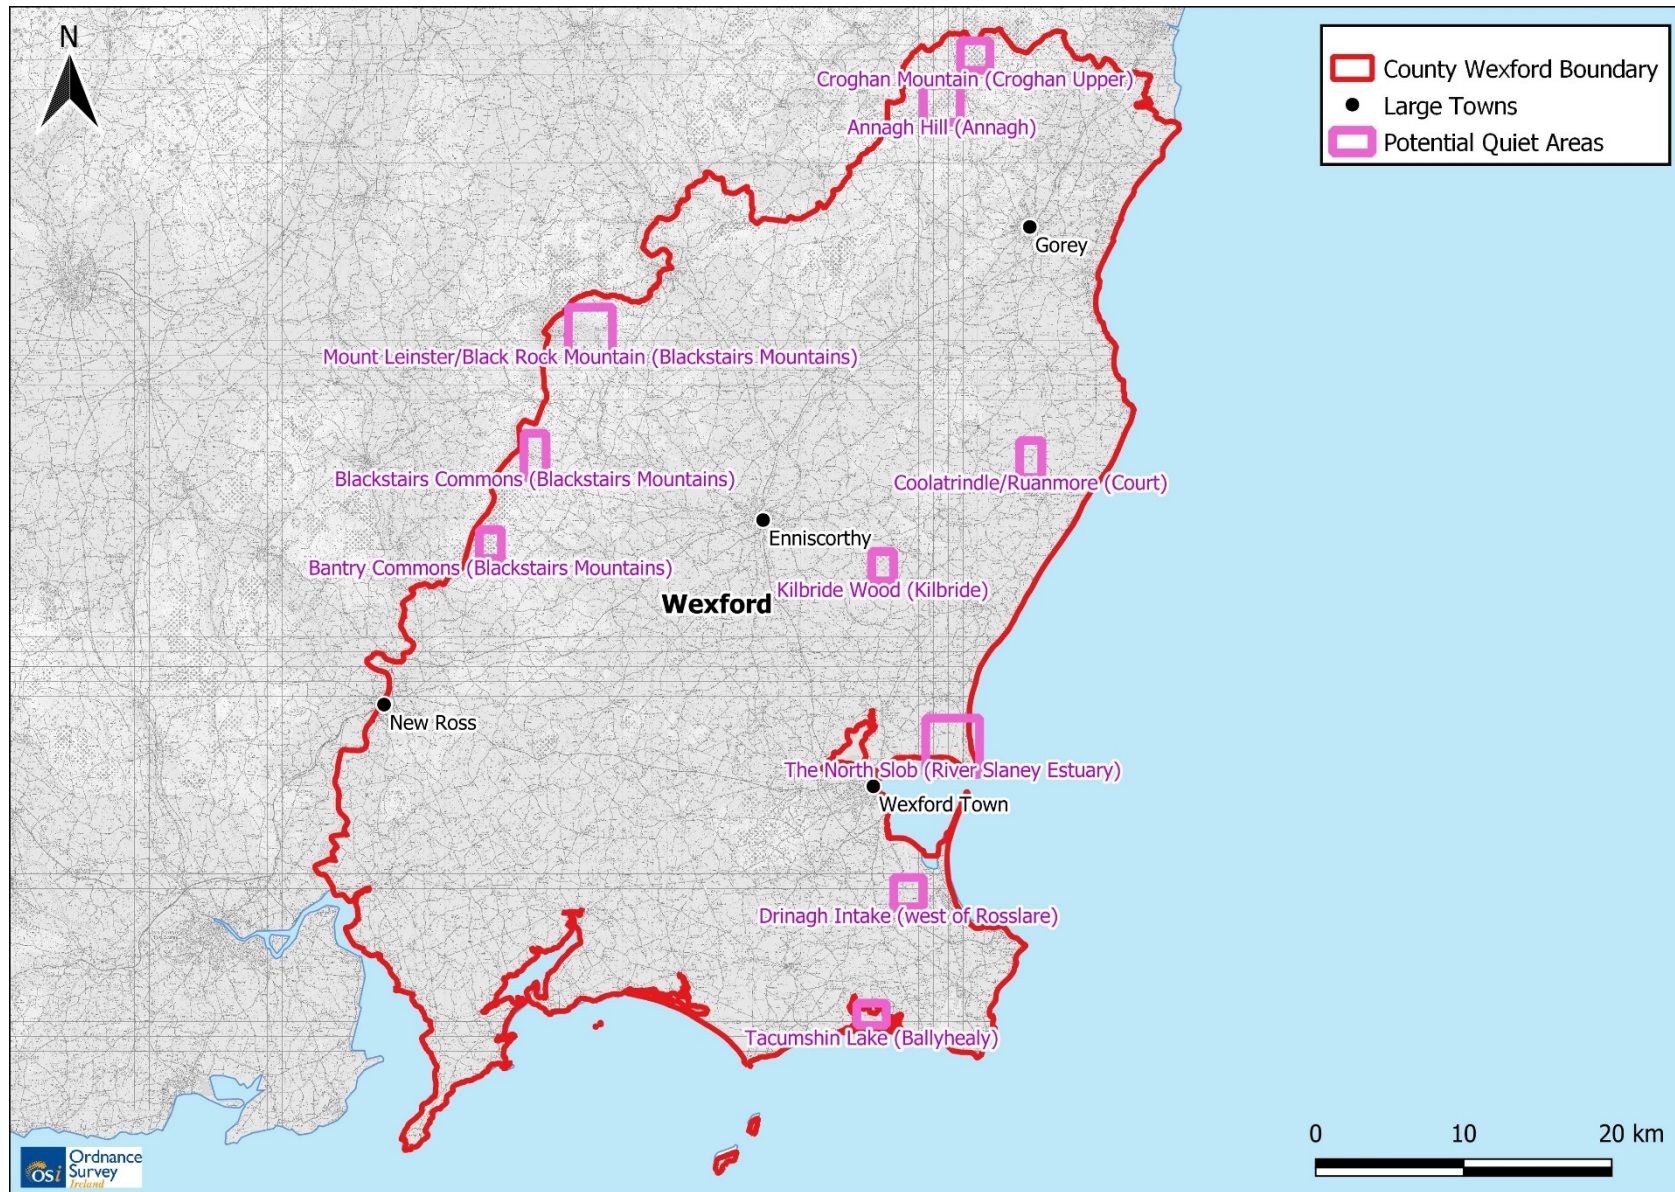 N
County Wexford Boundary
Large Towns
Potential Quiet Areas
Croghan Mountain (Croghan Upper)
Annagh Hill (Annagh)
Gorey
Mount Leinster/Black Rock Mountain (Blackstairs Mountains)
Blackstairs Commons (Blackstairs Mountains)
Coolatrindle/Ruanmore (Court)
Enniscorthy
Bantry Commons (Blackstairs Mountains)
Kilbride Wood (Kilbride)
Wexford
New Ross
The North Slob (River Slaney Estuary)
Wexford Town
Drinagh Intake (west of Rosslare)
Tacumshin Lake (Ballyhealy)
0 10 20 km
osi Ordnance
Survey
Ireland